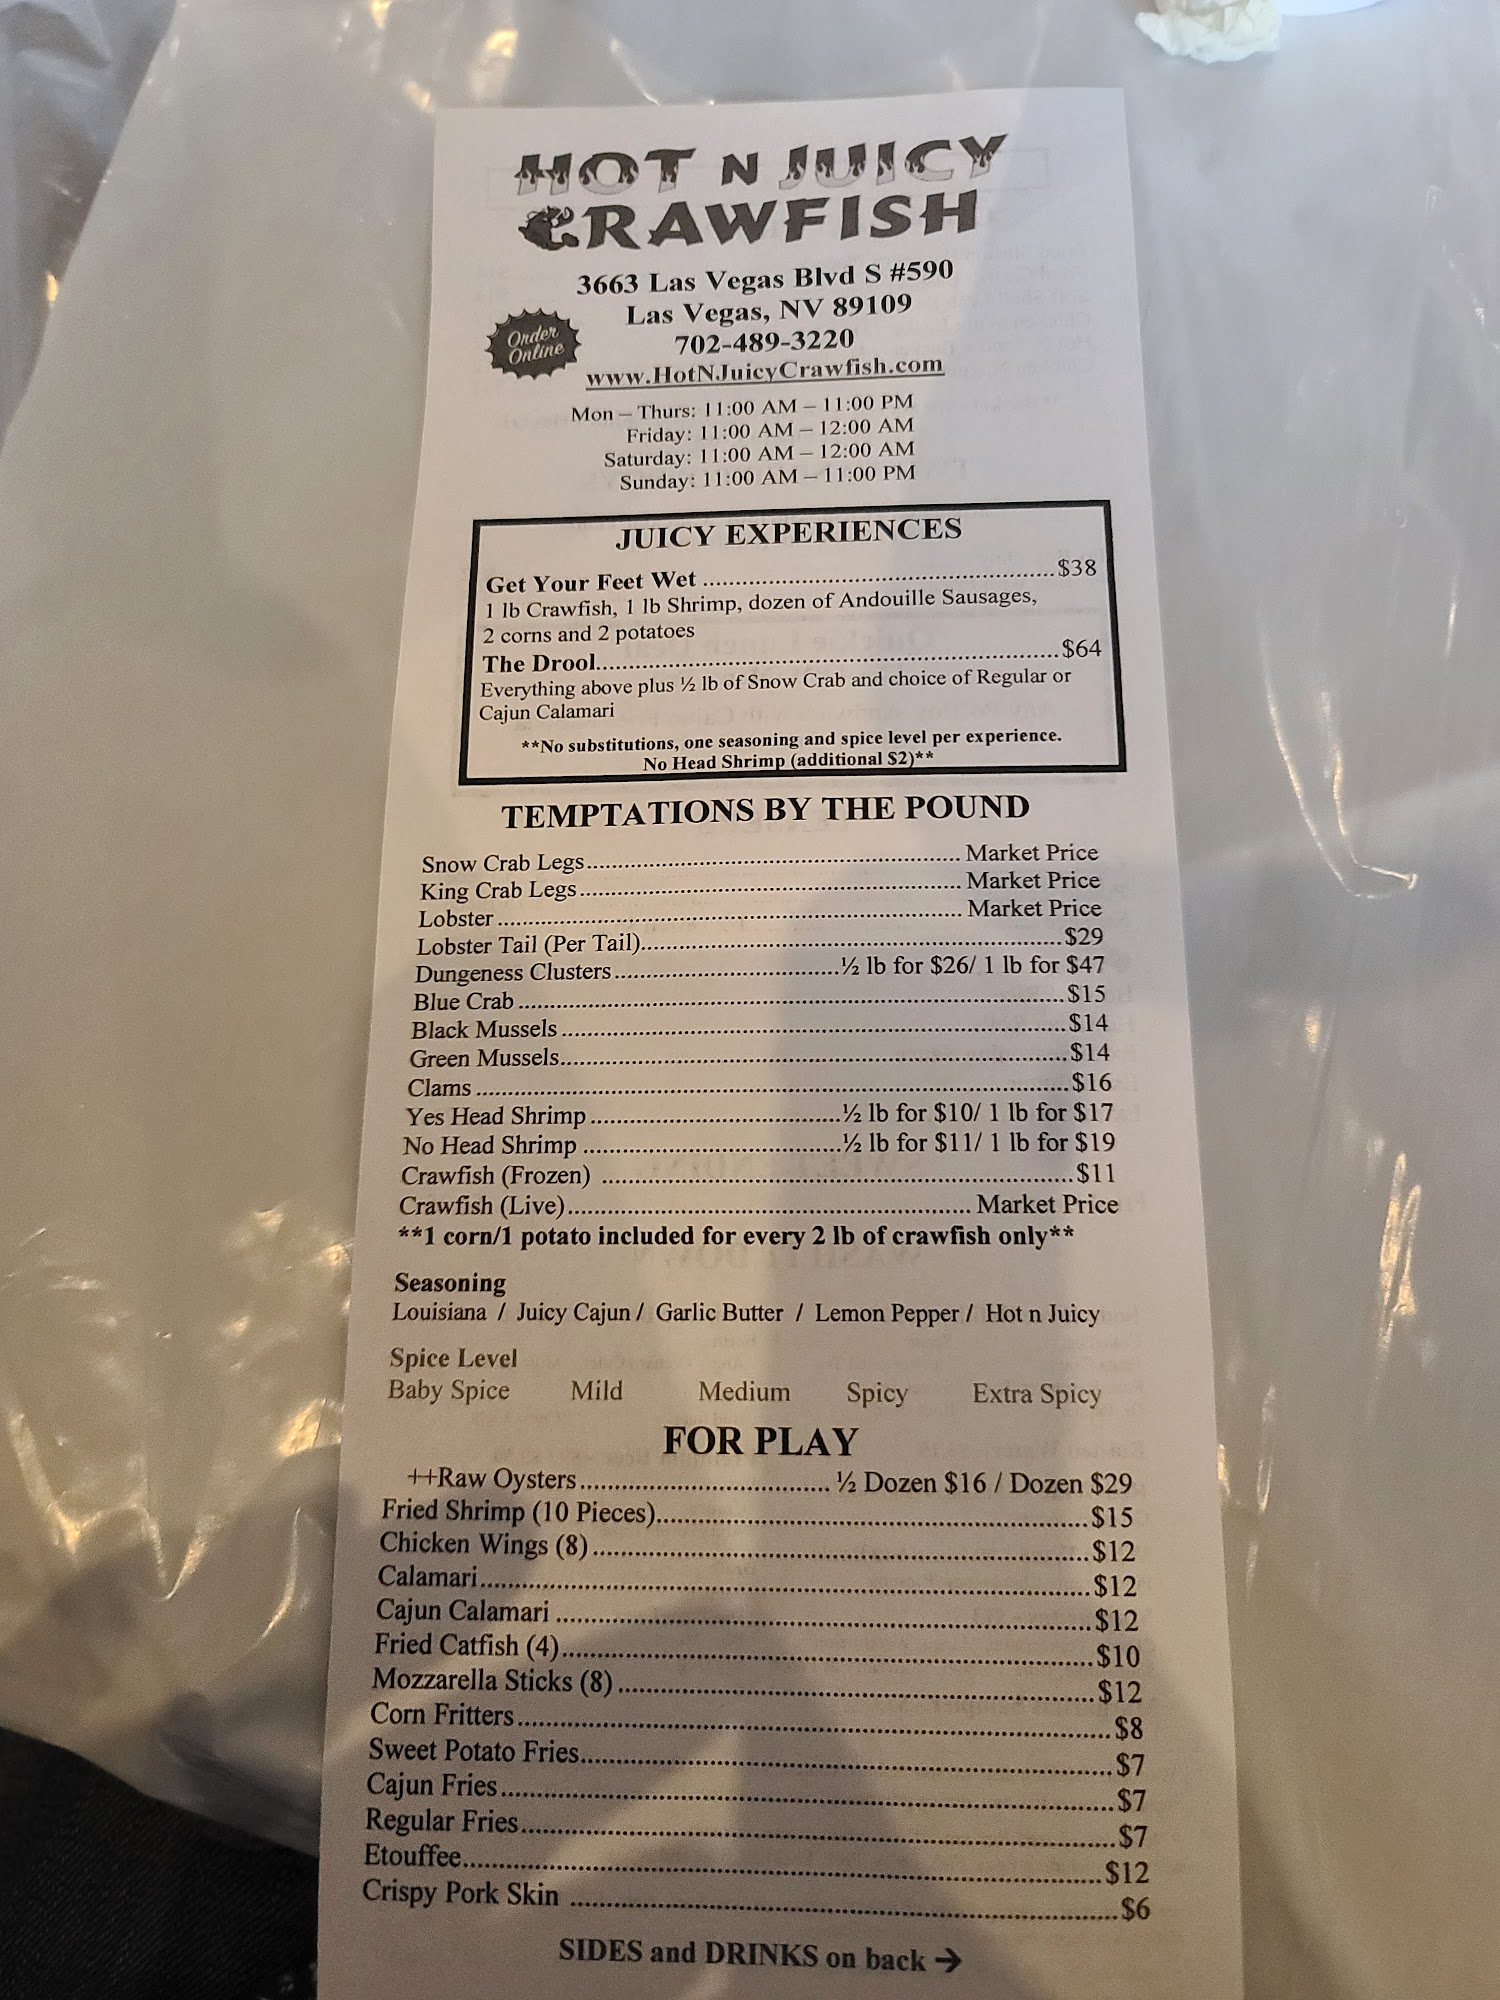 HOT N JUICY
CRAWFISH
3663 Las Vegas Blvd S #590
Las Vegas, NV 89109
Order
Online
702-489-3220
www.HotNJuicyCrawfish.com
Mon – Thurs: 11:00 AM – 11:00 PM
Friday: 11:00 AM – 12:00 AM
Saturday: 11:00 AM – 12:00 AM
Sunday: 11:00 AM – 11:00 PM
JUICY EXPERIENCES
Get Your Feet Wet ..................................................... $38
1 lb Crawfish, 1 lb Shrimp, dozen of Andouille Sausages,
2 corns and 2 potatoes
The Drool..................................................... $64
Everything above plus ½ lb of Snow Crab and choice of Regular or
Cajun Calamari
**No substitutions, one seasoning and spice level per experience.
No Head Shrimp (additional $2)**
TEMPTATIONS BY THE POUND
Snow Crab Legs..................................................... Market Price
King Crab Legs..................................................... Market Price
Lobster ..................................................... Market Price
Lobster Tail (Per Tail)..................................................... $29
Dungeness Clusters.................................½ lb for $26/ 1 lb for $47
Blue Crab ..................................................... $15
Black Mussels ..................................................... $14
Green Mussels..................................................... $14
Clams ..................................................... $16
Yes Head Shrimp .................................½ lb for $10/ 1 lb for $17
No Head Shrimp .................................½ lb for $11/ 1 lb for $19
Crawfish (Frozen) ..................................................... $11
Crawfish (Live)..................................................... Market Price
**1 corn/1 potato included for every 2 lb of crawfish only**
Seasoning
Louisiana / Juicy Cajun / Garlic Butter / Lemon Pepper / Hot n Juicy
Spice Level
Baby Spice Mild Medium Spicy Extra Spicy
FOR PLAY
++Raw Oysters................................. ½ Dozen $16 / Dozen $29
Fried Shrimp (10 Pieces)..................................................... $15
Chicken Wings (8) ..................................................... $12
Calamari..................................................... $12
Cajun Calamari ..................................................... $12
Fried Catfish (4)..................................................... $10
Mozzarella Sticks (8) ..................................................... $12
Corn Fritters..................................................... $8
Sweet Potato Fries..................................................... $7
Cajun Fries ..................................................... $7
Regular Fries..................................................... $7
Etouffee..................................................... $12
Crispy Pork Skin ..................................................... $6
SIDES and DRINKS on back →